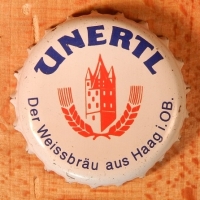 UNERTL
Der Weissbräu aus Haag i. OB.